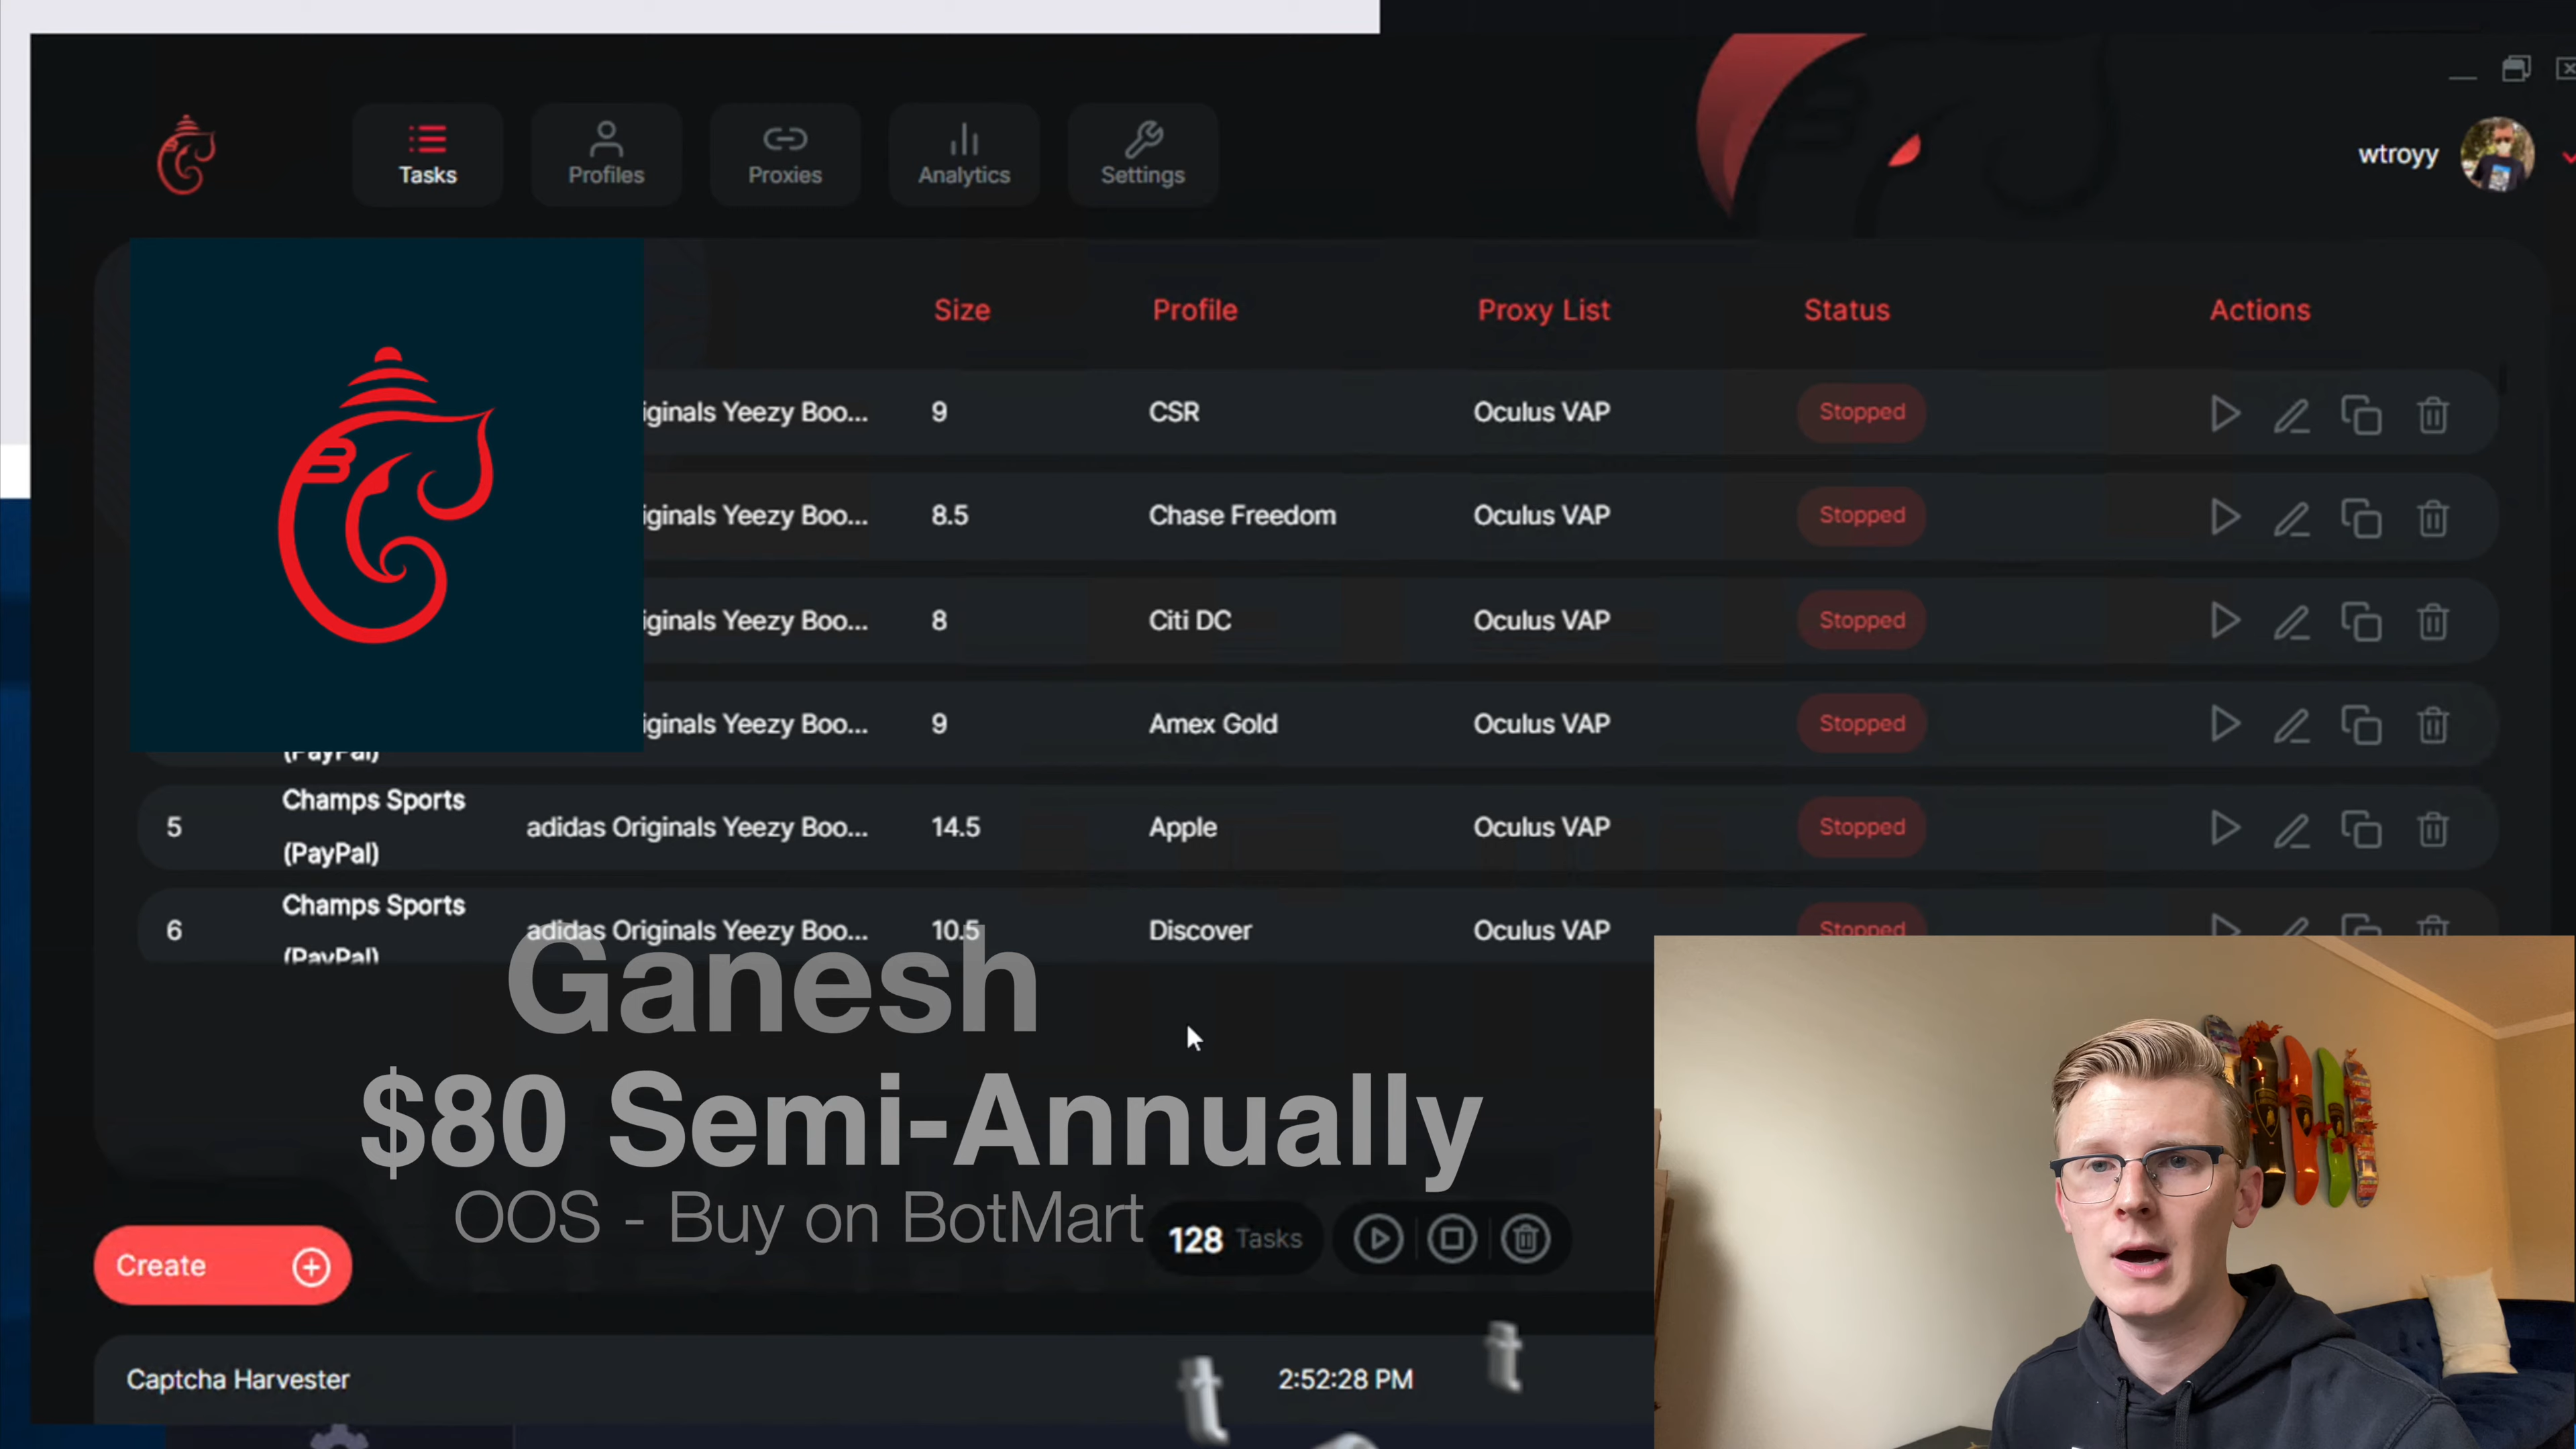 Tasks
Profiles
Proxies
Analytics
Settings
wtroyy
Size Profile Proxy List Status Actions
iginals Yeezy Boo... 9 CSR Oculus VAP Stopped
iginals Yeezy Boo... 8.5 Chase Freedom Oculus VAP Stopped
iginals Yeezy Boo... 8 Citi DC Oculus VAP Stopped
iginals Yeezy Boo... 9 Amex Gold Oculus VAP Stopped
(PayPal)
Champs Sports
5 adidas Originals Yeezy Boo... 14.5 Apple Oculus VAP Stopped
(PayPal)
Champs Sports
6 adidas Originals Yeezy Boo... 10.5 Discover Oculus VAP Stopped
(PayPal)
Ganesh
$80 Semi-Annually
OOS - Buy on BotMart
128 Tasks
Create
Captcha Harvester
2:52:28 PM
t
t